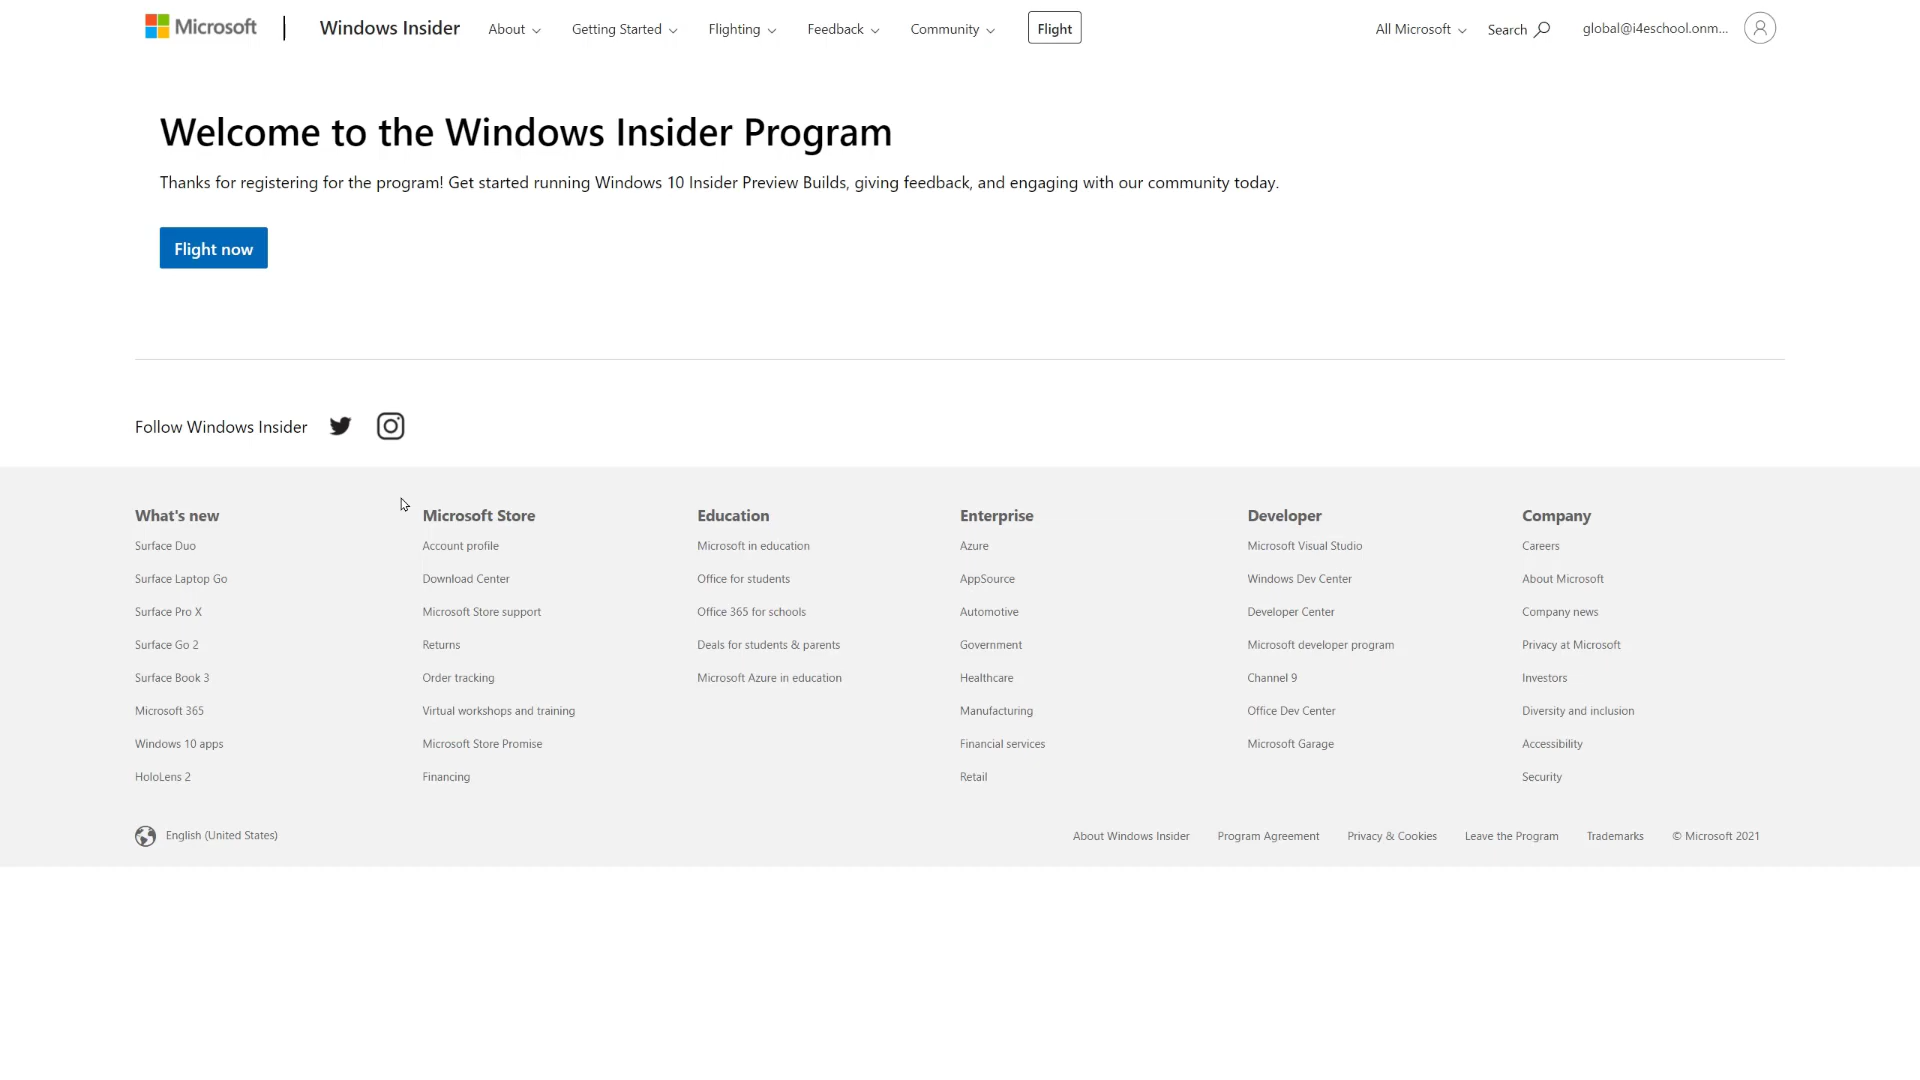 Microsoft
Windows Insider
About
Getting Started
Flighting
Feedback
Community
Flight
All Microsoft
Search
global@i4eschool.onm...
Welcome to the Windows Insider Program
Thanks for registering for the program! Get started running Windows 10 Insider Preview Builds, giving feedback, and engaging with our community today.
Flight now
Follow Windows Insider
What's new
Surface Duo
Surface Laptop Go
Surface Pro X
Surface Go 2
Surface Book 3
Microsoft 365
Windows 10 apps
HoloLens 2
Microsoft Store
Account profile
Download Center
Microsoft Store support
Returns
Order tracking
Virtual workshops and training
Microsoft Store Promise
Financing
Education
Microsoft in education
Office for students
Office 365 for schools
Deals for students & parents
Microsoft Azure in education
Enterprise
Azure
AppSource
Automotive
Government
Healthcare
Manufacturing
Financial services
Retail
Developer
Microsoft Visual Studio
Windows Dev Center
Developer Center
Microsoft developer program
Channel 9
Office Dev Center
Microsoft Garage
Company
Careers
About Microsoft
Company news
Privacy at Microsoft
Investors
Diversity and inclusion
Accessibility
Security
English (United States)
About Windows Insider
Program Agreement
Privacy & Cookies
Leave the Program
Trademarks
© Microsoft 2021